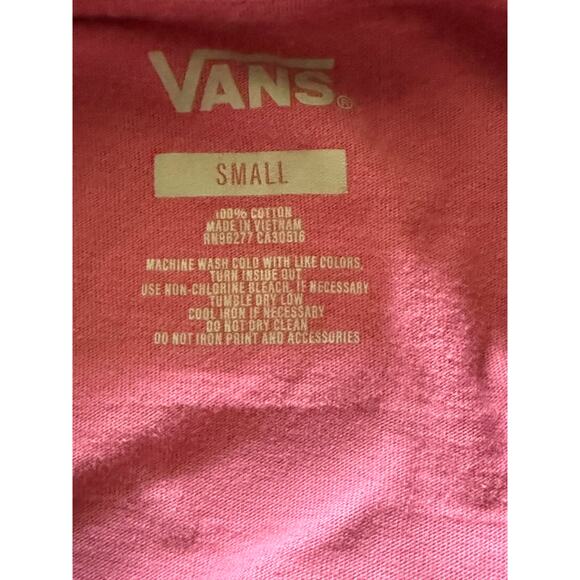 VANS®
SMALL
100% COTTON
MADE IN VIETNAM
RN96277 CA30516
MACHINE WASH COLD WITH LIKE COLORS,
TURN INSIDE OUT
USE NON-CHLORINE BLEACH, IF NECESSARY
TUMBLE DRY LOW
COOL IRON IF NECESSARY
DO NOT DRY CLEAN
DO NOT IRON PRINT AND ACCESSORIES